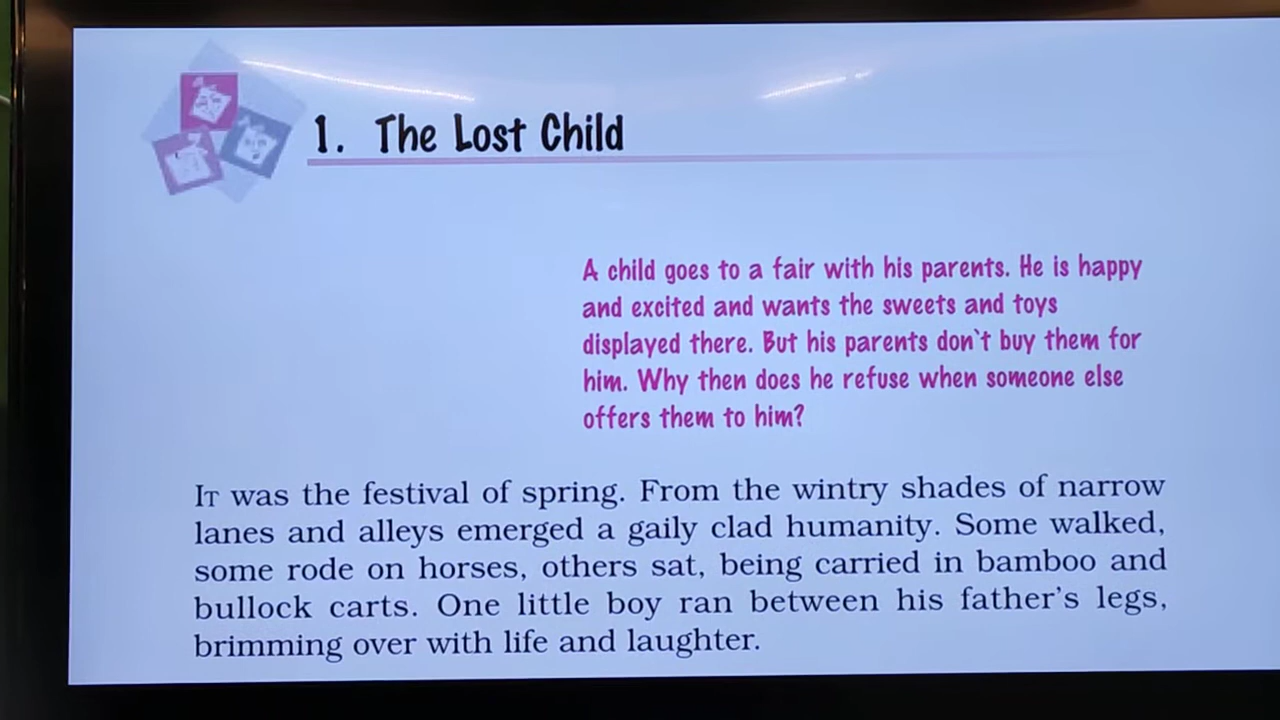 1. The Lost Child
A child goes to a fair with his parents. He is happy
and excited and wants the sweets and toys
displayed there. But his parents don`t buy them for
him. Why then does he refuse when someone else
offers them to him?
IT was the festival of spring. From the wintry shades of narrow
lanes and alleys emerged a gaily clad humanity. Some walked,
some rode on horses, others sat, being carried in bamboo and
bullock carts. One little boy ran between his father’s legs,
brimming over with life and laughter.